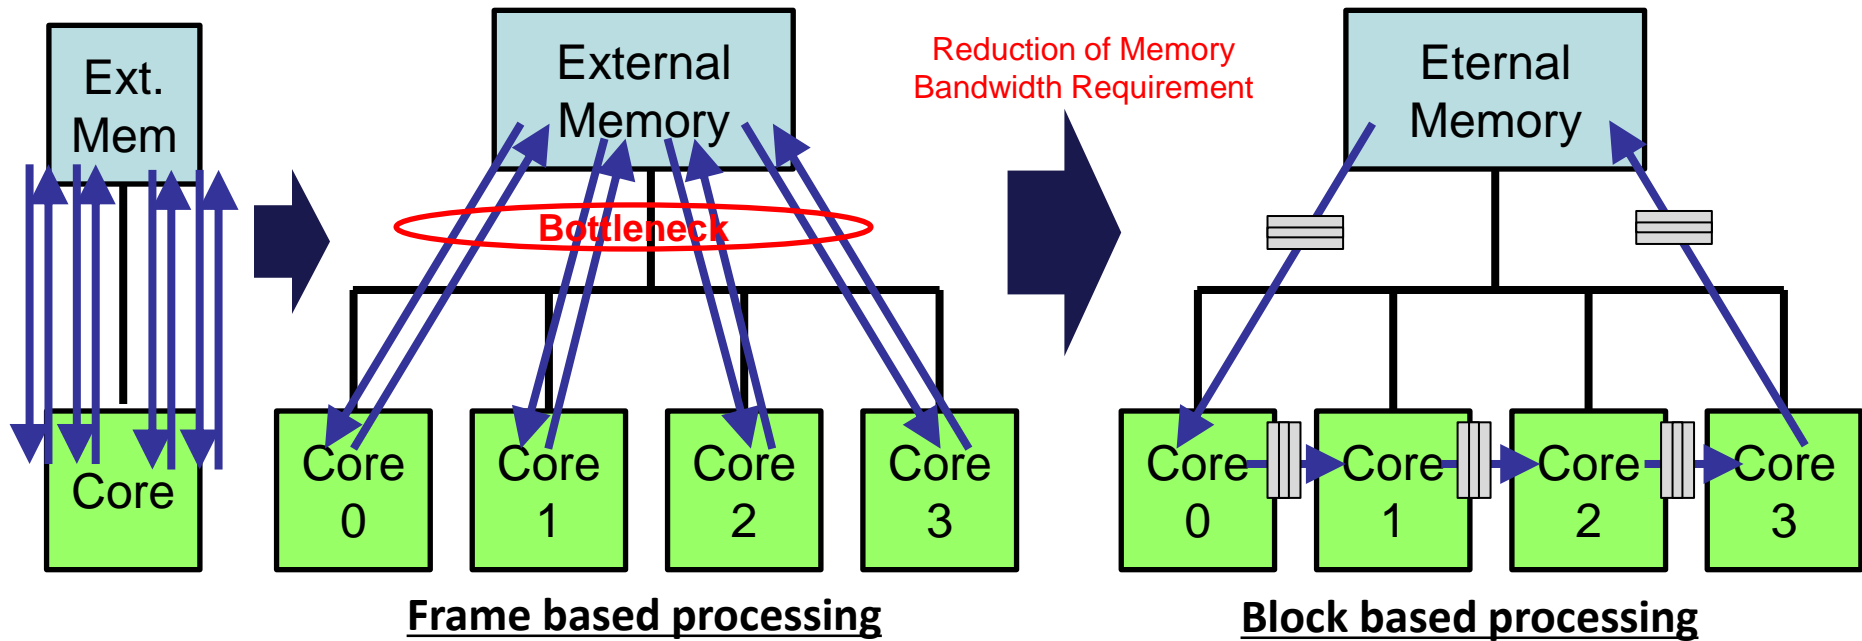 Ext.
Mem
Core
External
Memory
Bottleneck
Core
0
Core
1
Core
2
Core
3
Frame based processing
Reduction of Memory
Bandwidth Requirement
Eternal
Memory
Core
0
Core
1
Core
2
Core
3
Block based processing